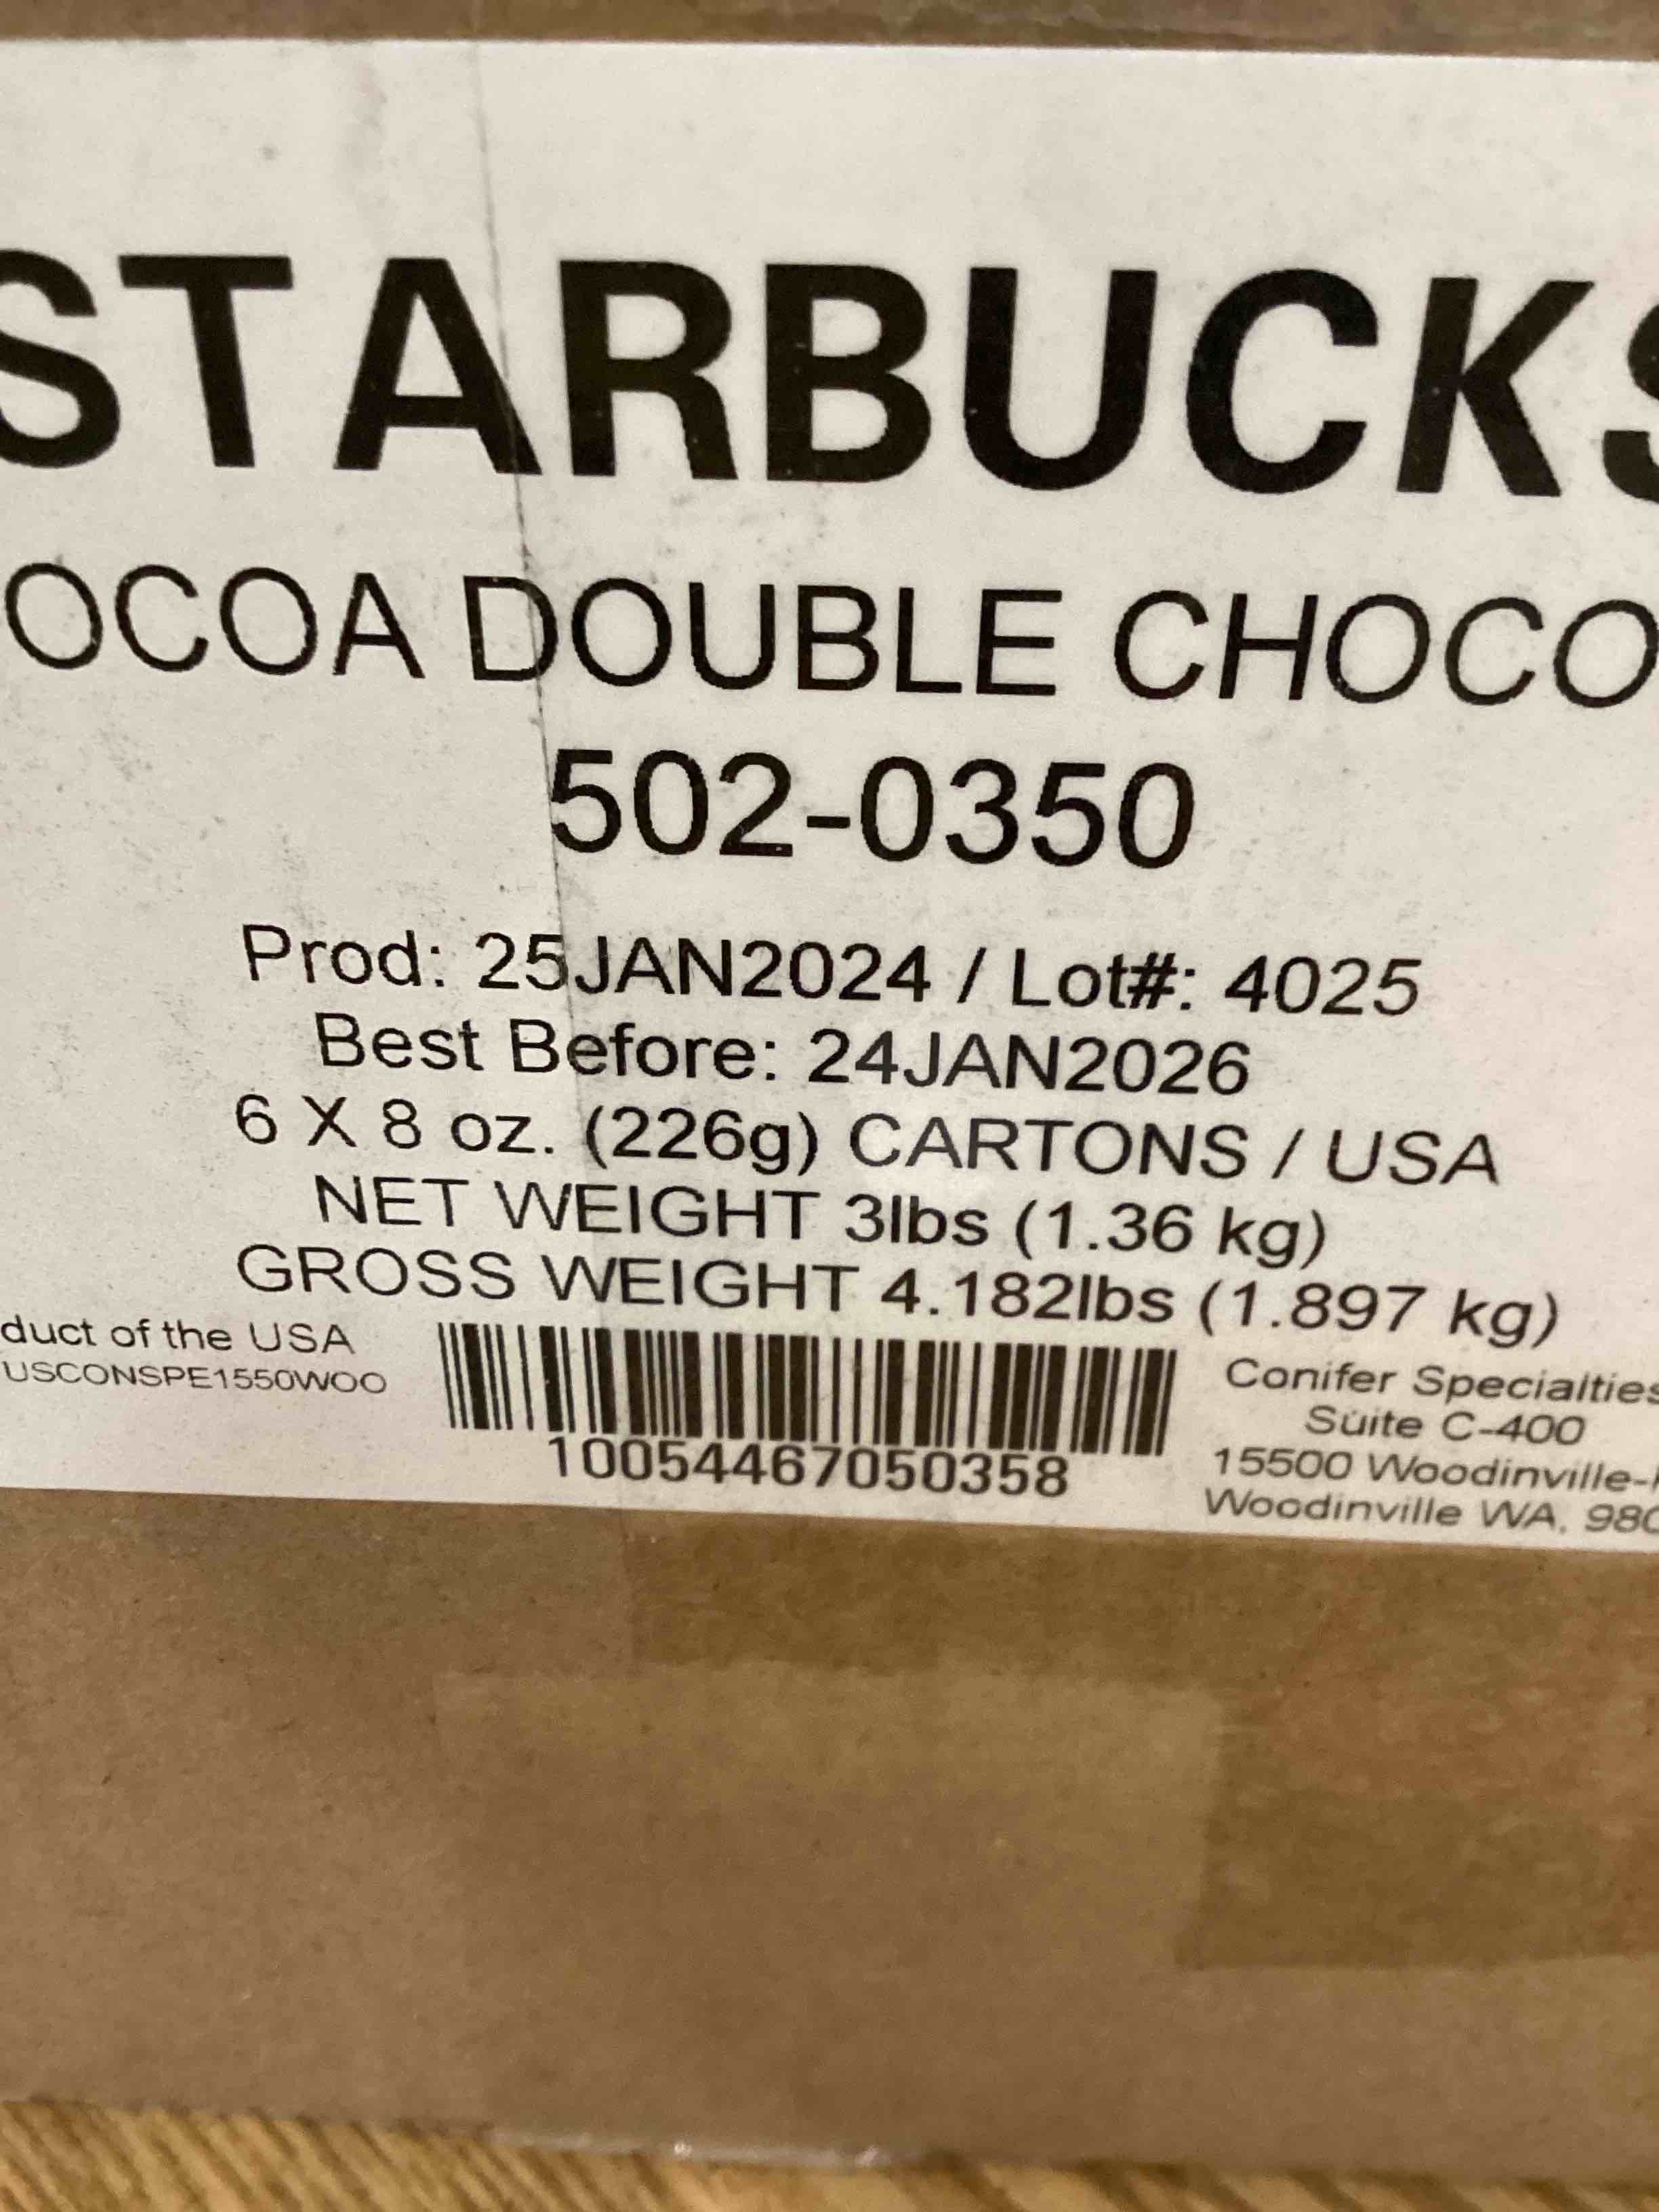 STARBUCKS
OCOA DOUBLE CHOCO
502-0350
Prod: 25JAN2024 / Lot#: 4025
Best Before: 24JAN2026
6 X 8 oz. (226g) CARTONS / USA
NET WEIGHT 3lbs (1.36 kg)
GROSS WEIGHT 4.182lbs (1.897 kg)
duct of the USA
USCONSPE1550WOO
10054467050358
Conifer Specialties
Suite C-400
15500 Woodinville-
Woodinville WA, 980